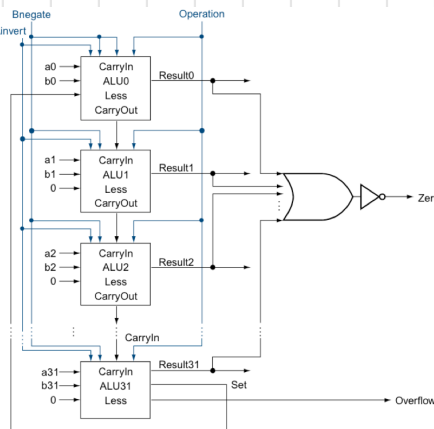 Bnegate
Operation
invert
a0
CarryIn
Result0
b0
ALU0
Less
CarryOut
a1
CarryIn
Result1
b1
ALU1
0
Less
CarryOut
Zer
a2
CarryIn
Result2
b2
ALU2
0
Less
CarryOut
CarryIn
a31
CarryIn
Result31
b31
ALU31
Set
0
Less
Overflow